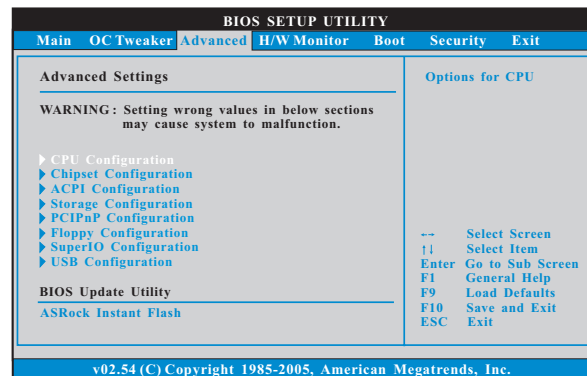 BIOS SETUP UTILITY
Main OC Tweaker Advanced H/W Monitor Boot Security Exit
Advanced Settings
WARNING : Setting wrong values in below sections
may cause system to malfunction.
CPU Configuration
Chipset Configuration
ACPI Configuration
Storage Configuration
PCIPnP Configuration
Floppy Configuration
SuperIO Configuration
USB Configuration
BIOS Update Utility
ASRock Instant Flash
Options for CPU
←→ Select Screen
↑↓ Select Item
Enter Go to Sub Screen
F1 General Help
F9 Load Defaults
F10 Save and Exit
ESC Exit
v02.54 (C) Copyright 1985-2005, American Megatrends, Inc.